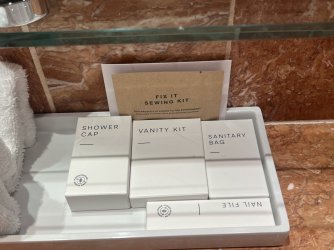 FIX IT
SEWING KIT
SHOWER
CAP
VANITY KIT
SANITARY
BAG
NAIL FILE